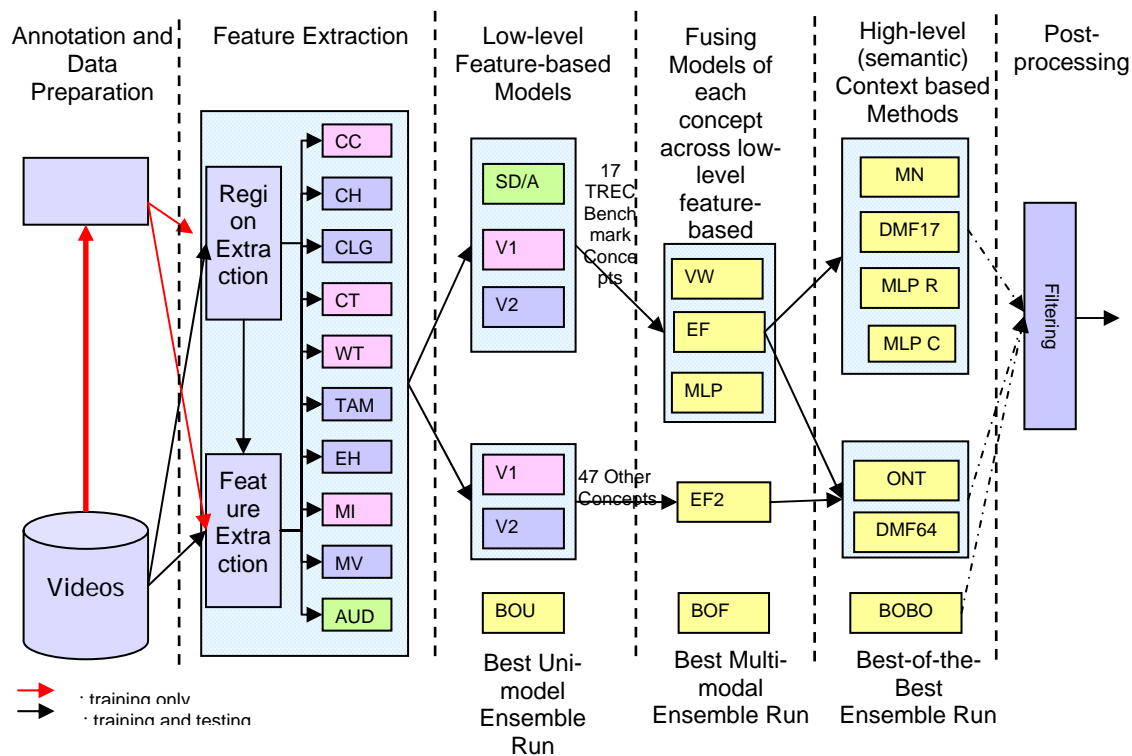 Annotation and
Data
Preparation
Feature Extraction
Low-level
Feature-based
Models
Fusing
Models of
each
concept
across low-
level
feature-
based
High-level
(semantic)
Context based
Methods
Post-
processing
Videos
Regi
on
Extra
ction
Feat
ure
Extra
ction
CC
CH
CLG
CT
WT
TAM
EH
MI
MV
AUD
SD/A
V1
V2
17
TREC
Bench
mark
Conce
pts
V1
V2
47 Other
Concepts
BOU
Best Uni-
model
Ensemble
Run
VW
EF
MLP
EF2
BOF
Best Multi-
modal
Ensemble Run
MN
DMF17
MLP R
MLP C
ONT
DMF64
BOBO
Best-of-the-
Best
Ensemble Run
Filtering
: training only
: training and testing